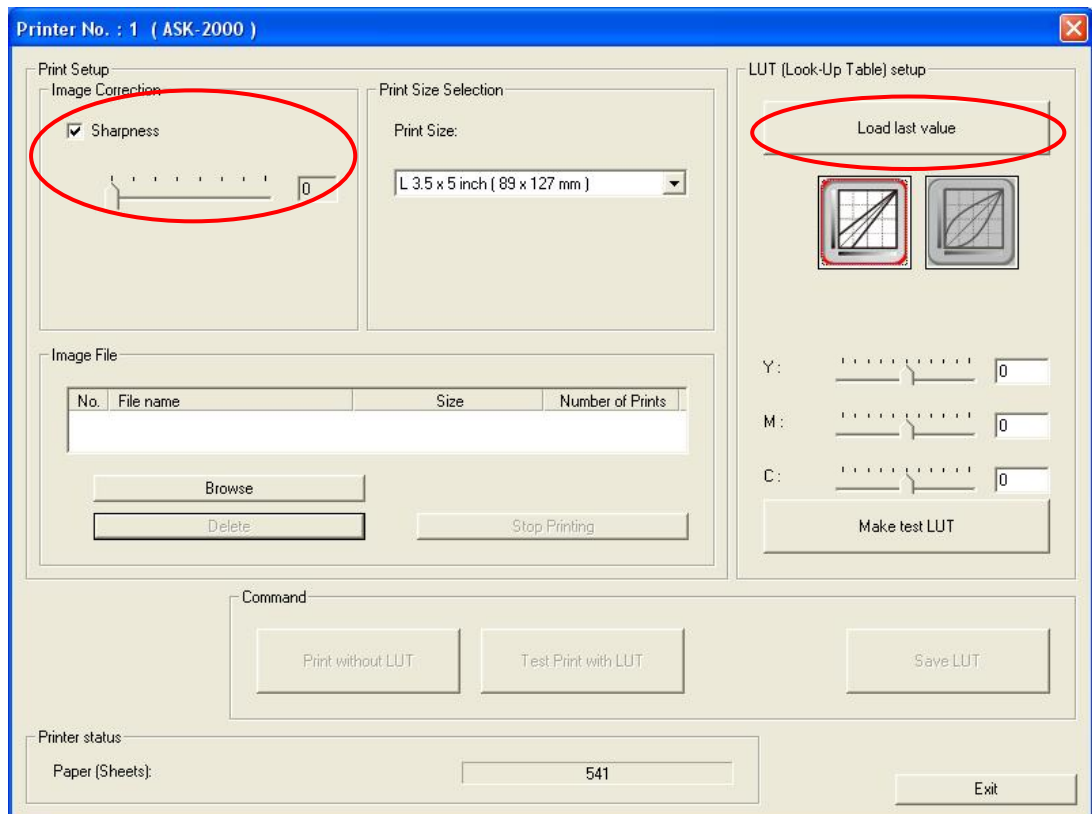 Printer No. : 1 ( ASK-2000 )
Print Setup
Image Correction
Sharpness
0
Print Size Selection
Print Size:
L 3.5 x 5 inch ( 89 x 127 mm )
LUT (Look-Up Table) setup
Load last value
Y :
0
M :
0
C :
0
Make test LUT
Image File
No. File name Size Number of Prints
Browse
Delete
Stop Printing
Command
Print without LUT
Test Print with LUT
Save LUT
Printer status
Paper (Sheets):
541
Exit